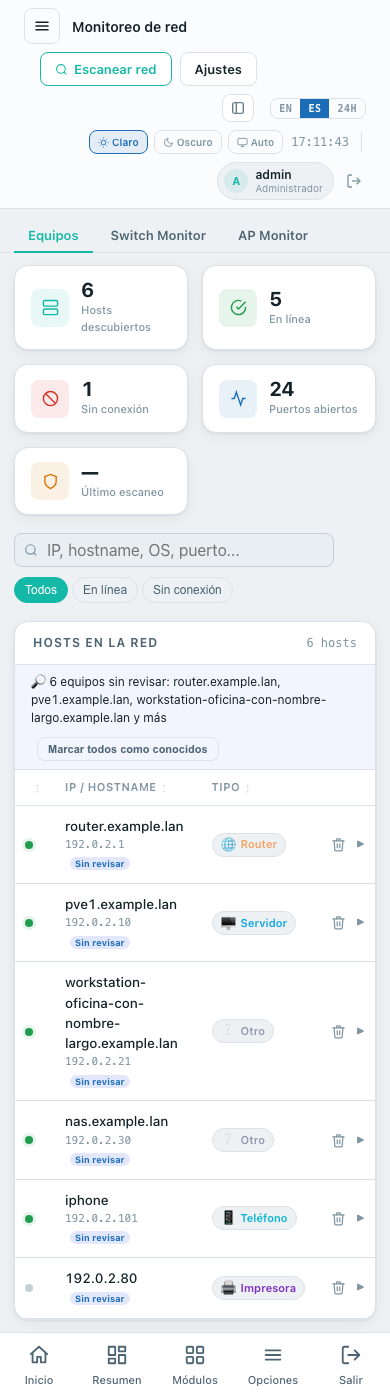 Monitoreo de red
Escanear red
Ajustes
EN ES 24H
Claro Oscuro Auto 17:11:43
A admin
Administrador
Equipos Switch Monitor AP Monitor
6
Hosts
descubiertos
5
En línea
1
Sin conexión
24
Puertos abiertos
—
Último escaneo
IP, hostname, OS, puerto...
Todos En línea Sin conexión
HOSTS EN LA RED 6 hosts
6 equipos sin revisar: router.example.lan,
pve1.example.lan, workstation-oficina-con-nombre-
largo.example.lan y más
Marcar todos como conocidos
IP / HOSTNAME TIPO
router.example.lan
192.0.2.1
Sin revisar
Router
pve1.example.lan
192.0.2.10
Sin revisar
Servidor
workstation-
oficina-con-
nombre-
largo.example.lan
192.0.2.21
Sin revisar
Otro
nas.example.lan
192.0.2.30
Sin revisar
Otro
iphone
192.0.2.101
Sin revisar
Teléfono
192.0.2.80
Sin revisar
Impresora
Inicio Resumen Módulos Opciones Salir